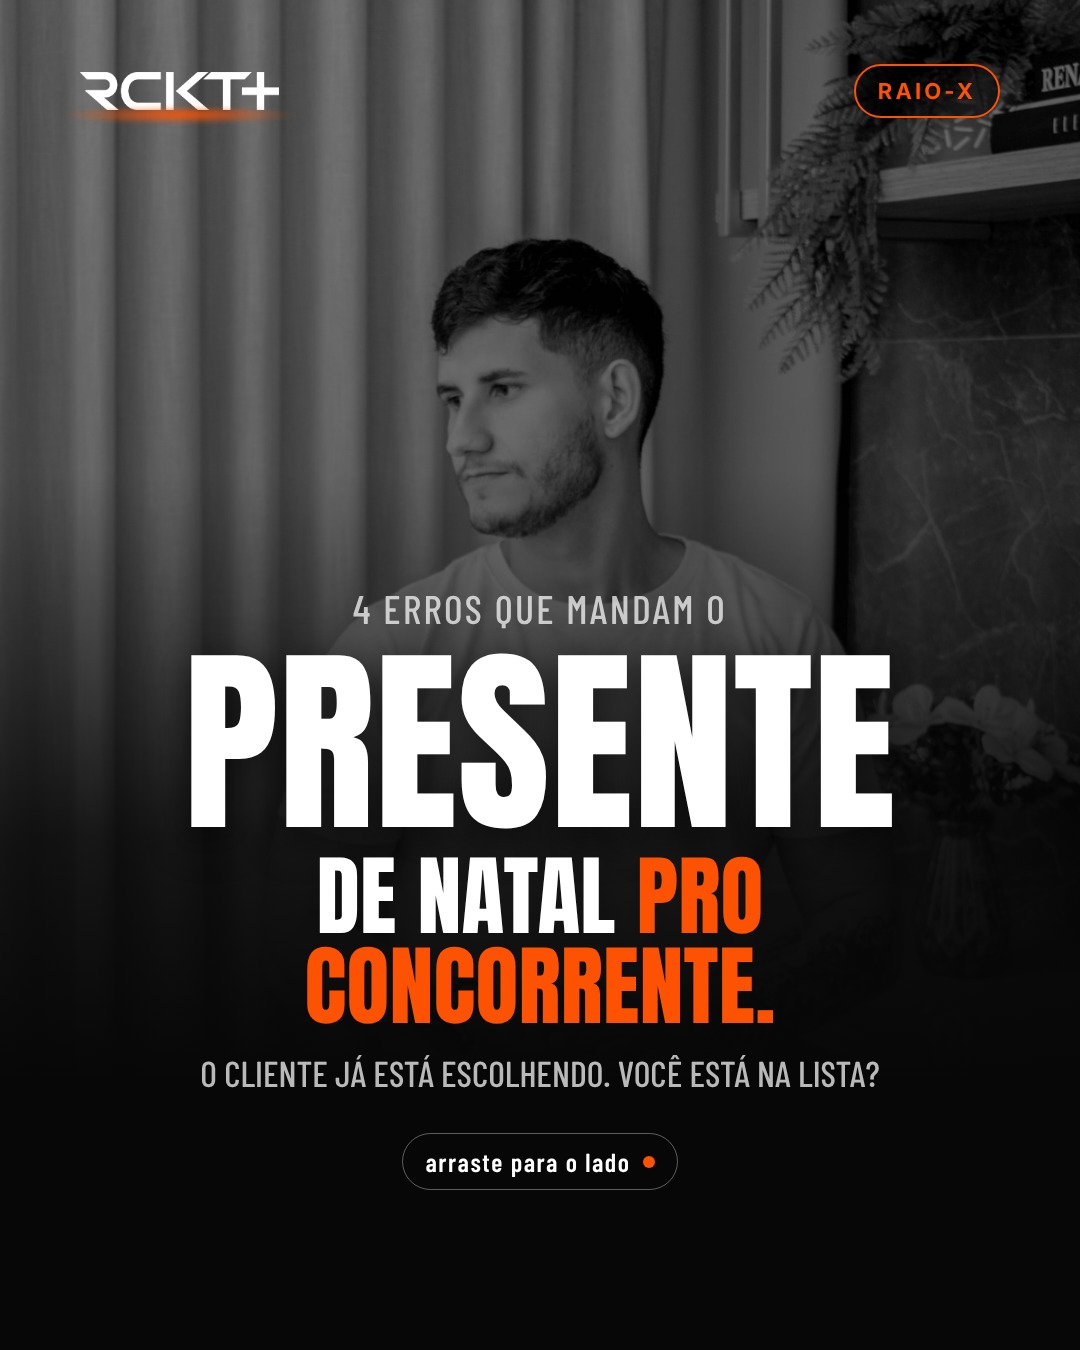 RCKT+
RAIO-X
4 ERROS QUE MANDAM O
PRESENTE
DE NATAL PRO
CONCORRENTE.
O CLIENTE JÁ ESTÁ ESCOLHENDO. VOCÊ ESTÁ NA LISTA?
arraste para o lado